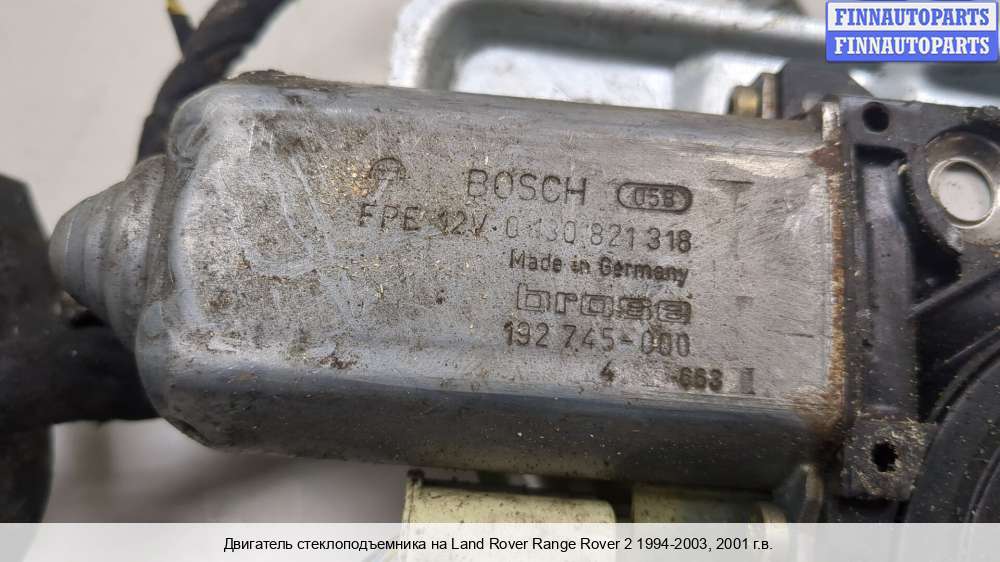 FINNAUTOPARTS
FINNAUTOPARTS
BOSCH 058
FPE 12V 0 130 821 318
Made in Germany
brose
192 745-000
4 663
Двигатель стеклоподъемника на Land Rover Range Rover 2 1994-2003, 2001 г.в.